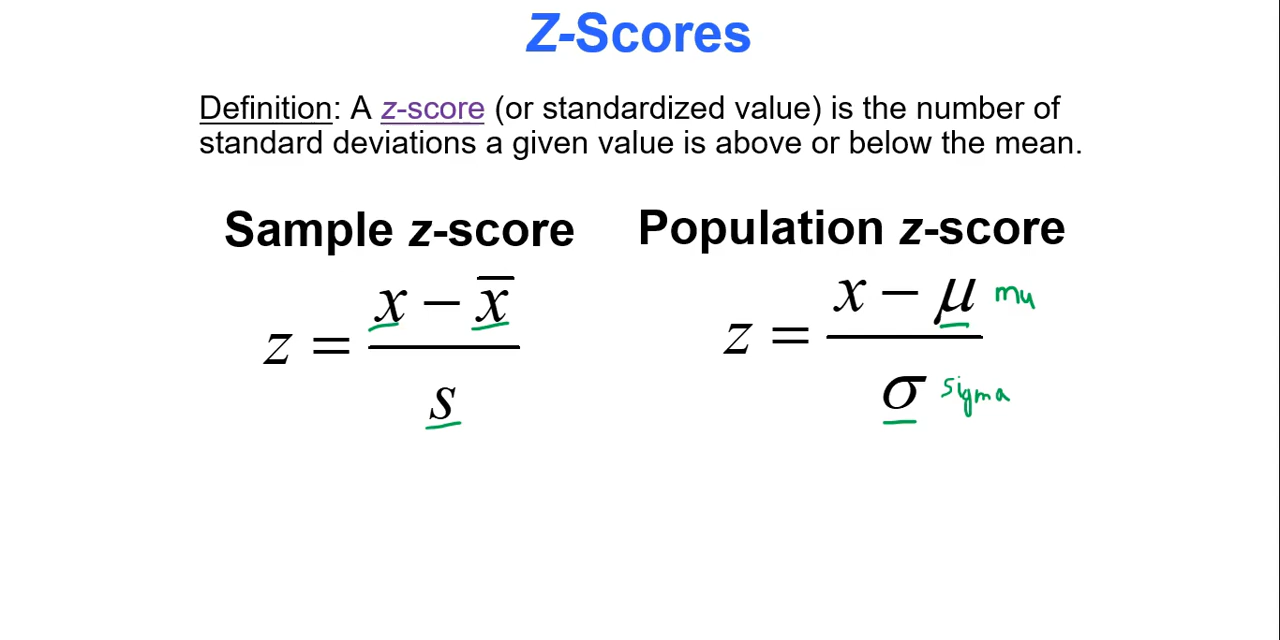 Z-Scores
Definition: A z-score (or standardized value) is the number of
standard deviations a given value is above or below the mean.
Sample z-score
z = (x − x̄) / s
Population z-score
z = (x − μ) / σ
mu
sigma